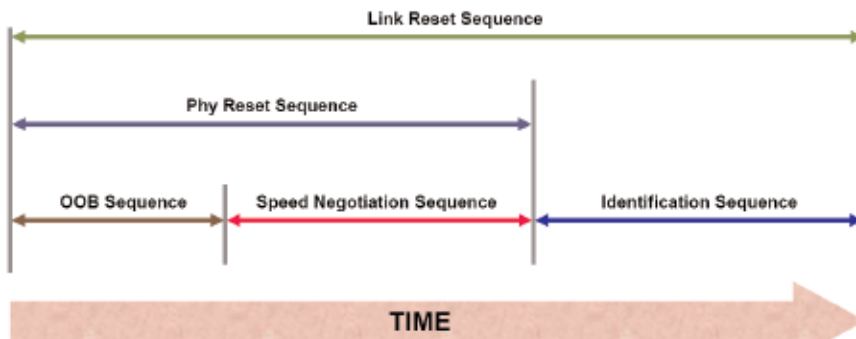 Link Reset Sequence
Phy Reset Sequence
OOB Sequence Speed Negotiation Sequence Identification Sequence
TIME